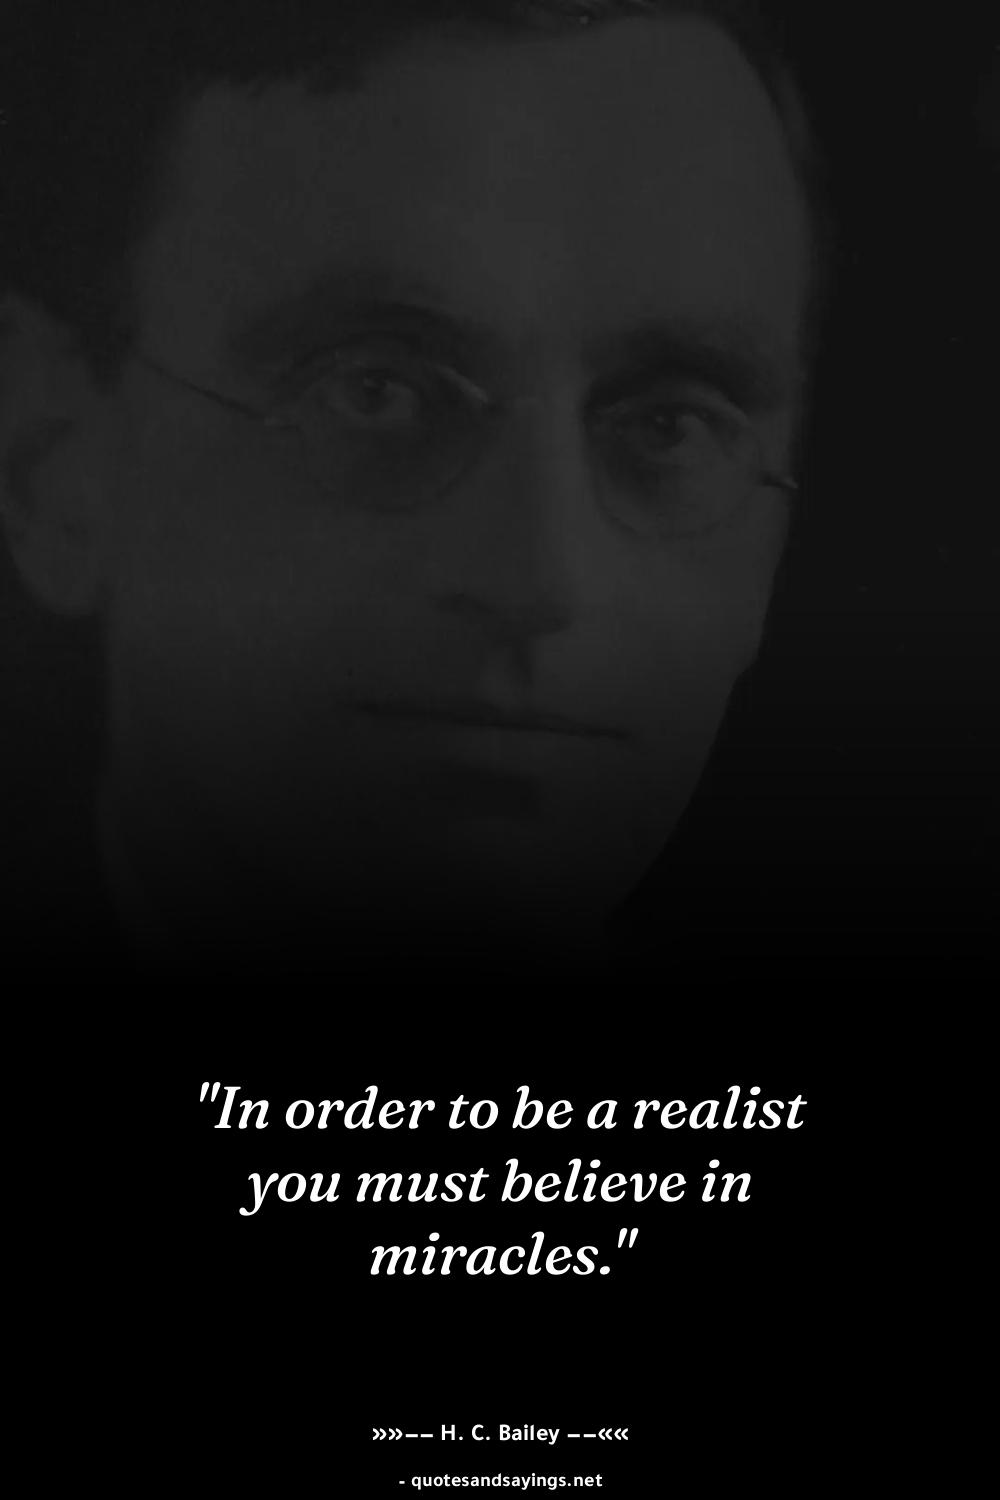 "In order to be a realist
you must believe in
miracles."
»»–– H. C. Bailey ––««
- quotesandsayings.net